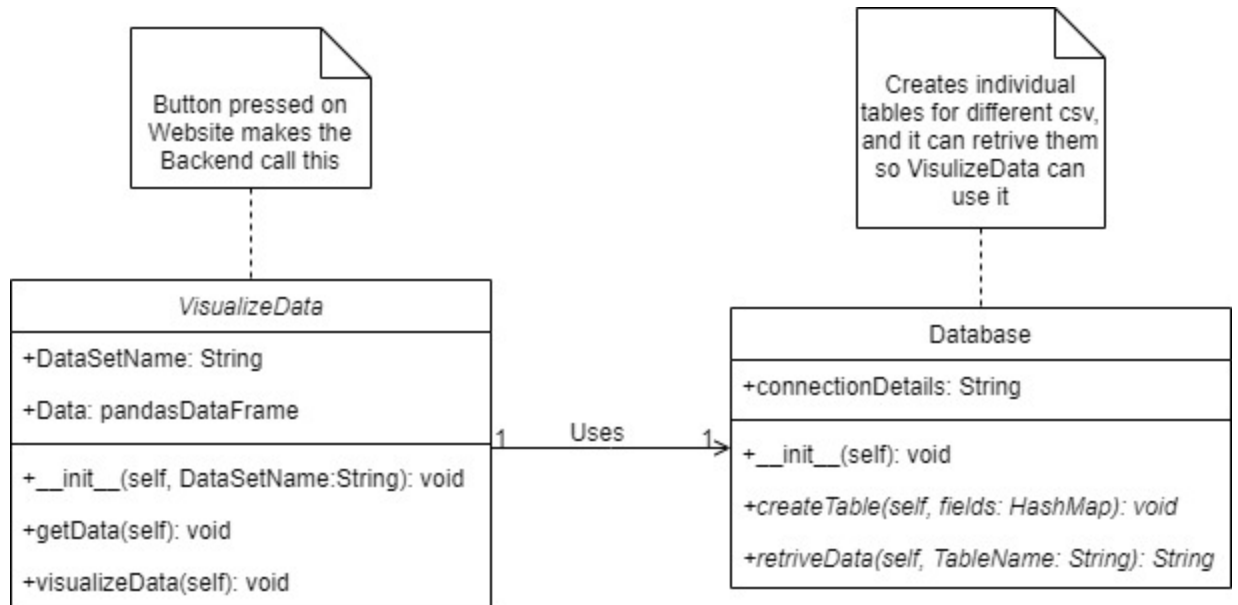 Button pressed on
Website makes the
Backend call this
Creates individual
tables for different csv,
and it can retrive them
so VisulizeData can
use it
VisualizeData
+DataSetName: String
+Data: pandasDataFrame
+__init__(self, DataSetName:String): void
+getData(self): void
+visualizeData(self): void
1 Uses 1
Database
+connectionDetails: String
+__init__(self): void
+createTable(self, fields: HashMap): void
+retriveData(self, TableName: String): String